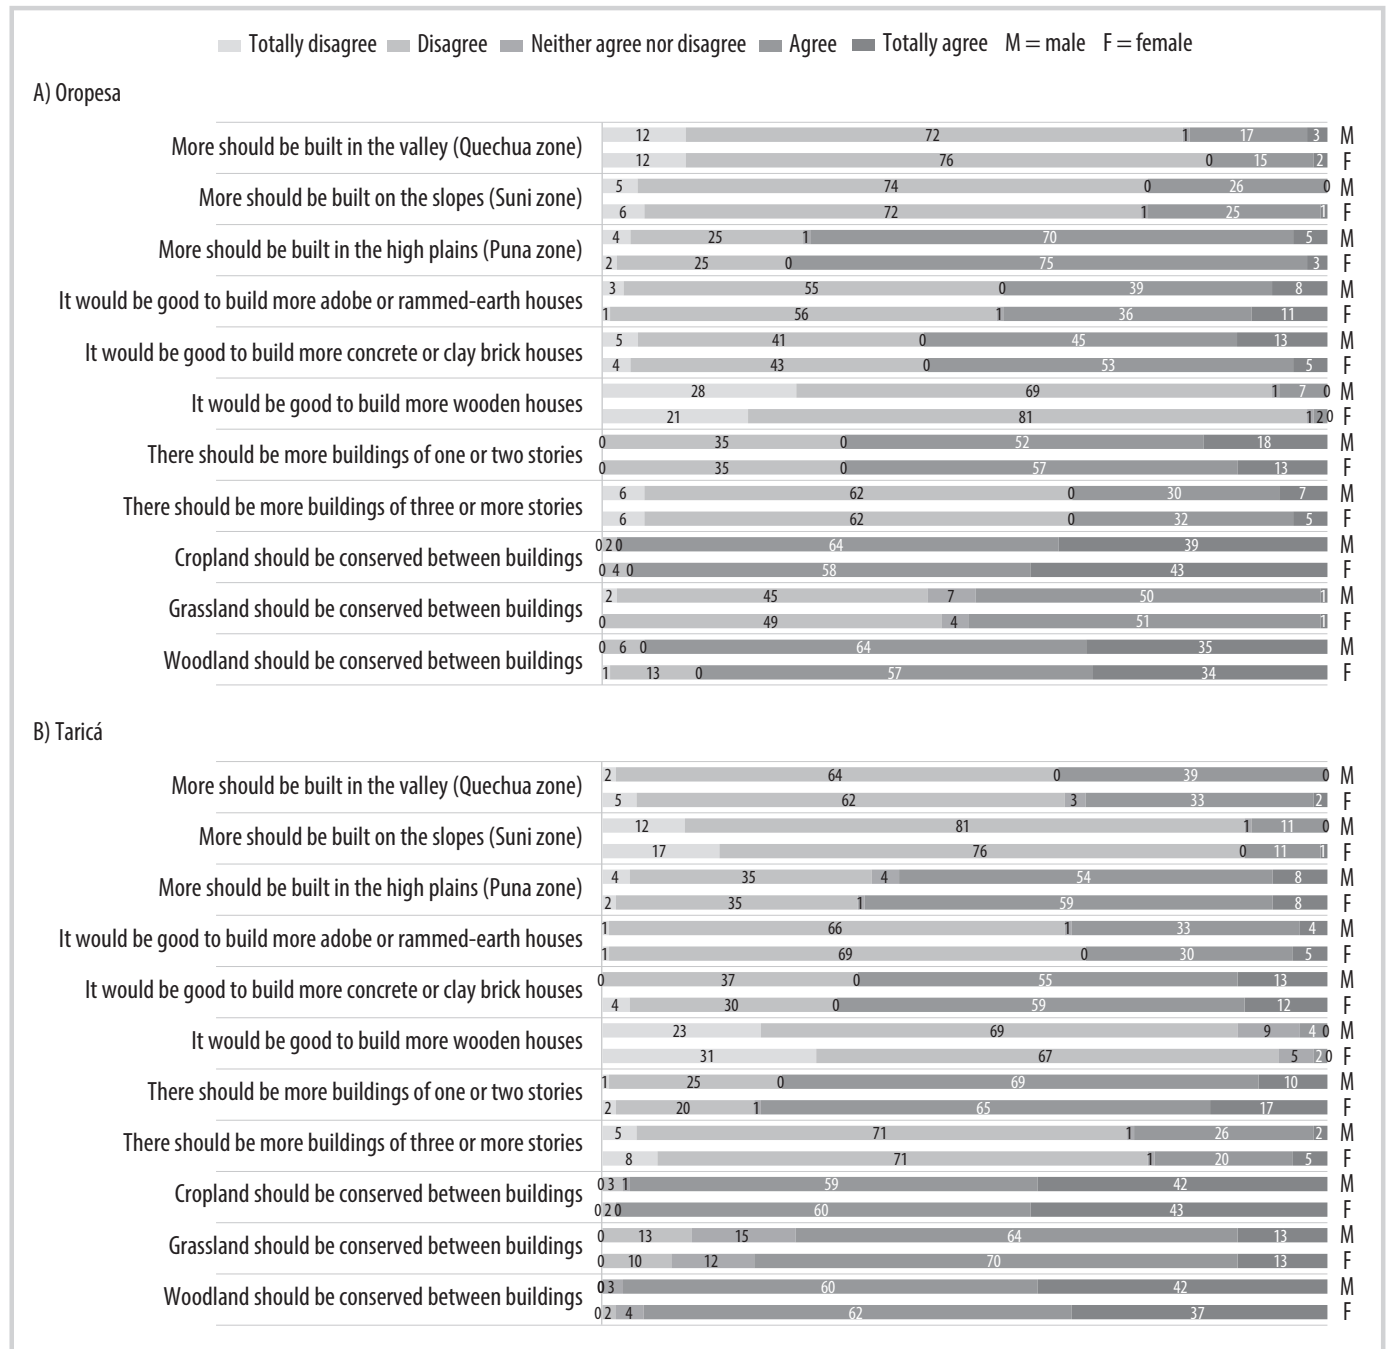 Totally disagree Disagree Neither agree nor disagree Agree Totally agree M = male F = female
A) Oropesa
More should be built in the valley (Quechua zone)
12 72 1 17 3 M
12 76 0 15 2 F
More should be built on the slopes (Suni zone)
5 74 0 26 0 M
6 72 1 25 1 F
More should be built in the high plains (Puna zone)
4 25 1 70 5 M
2 25 0 75 3 F
It would be good to build more adobe or rammed-earth houses
3 55 0 39 8 M
1 56 1 36 11 F
It would be good to build more concrete or clay brick houses
5 41 0 45 13 M
4 43 0 53 5 F
It would be good to build more wooden houses
28 69 1 7 0 M
21 81 1 2 0 F
There should be more buildings of one or two stories
0 35 0 52 18 M
0 35 0 57 13 F
There should be more buildings of three or more stories
6 62 0 30 7 M
6 62 0 32 5 F
Cropland should be conserved between buildings
0 2 0 64 39 M
0 4 0 58 43 F
Grassland should be conserved between buildings
2 45 7 50 1 M
0 49 4 51 1 F
Woodland should be conserved between buildings
0 6 0 64 35 M
1 13 0 57 34 F
B) Taricá
More should be built in the valley (Quechua zone)
2 64 0 39 0 M
5 62 3 33 2 F
More should be built on the slopes (Suni zone)
12 81 1 11 0 M
17 76 0 11 1 F
More should be built in the high plains (Puna zone)
4 35 4 54 8 M
2 35 1 59 8 F
It would be good to build more adobe or rammed-earth houses
1 66 1 33 4 M
1 69 0 30 5 F
It would be good to build more concrete or clay brick houses
0 37 0 55 13 M
4 30 0 59 12 F
It would be good to build more wooden houses
23 69 9 4 0 M
31 67 5 2 0 F
There should be more buildings of one or two stories
1 25 0 69 10 M
2 20 1 65 17 F
There should be more buildings of three or more stories
5 71 1 26 2 M
8 71 1 20 5 F
Cropland should be conserved between buildings
0 3 1 59 42 M
0 2 0 60 43 F
Grassland should be conserved between buildings
0 13 15 64 13 M
0 10 12 70 13 F
Woodland should be conserved between buildings
0 3 60 42 M
0 2 4 62 37 F